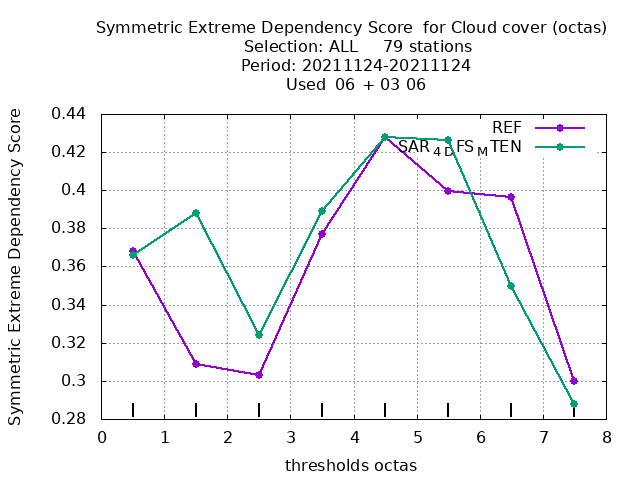 Symmetric Extreme Dependency Score  for Cloud cover (octas)
Selection: ALL     79 stations
Period: 20211124-20211124
Used  06 + 03 06
Symmetric Extreme Dependency Score
0.44
0.42
0.4
0.38
0.36
0.34
0.32
0.3
0.28
REF
SAR4DFSMTEN
0 1 2 3 4 5 6 7 8
thresholds octas